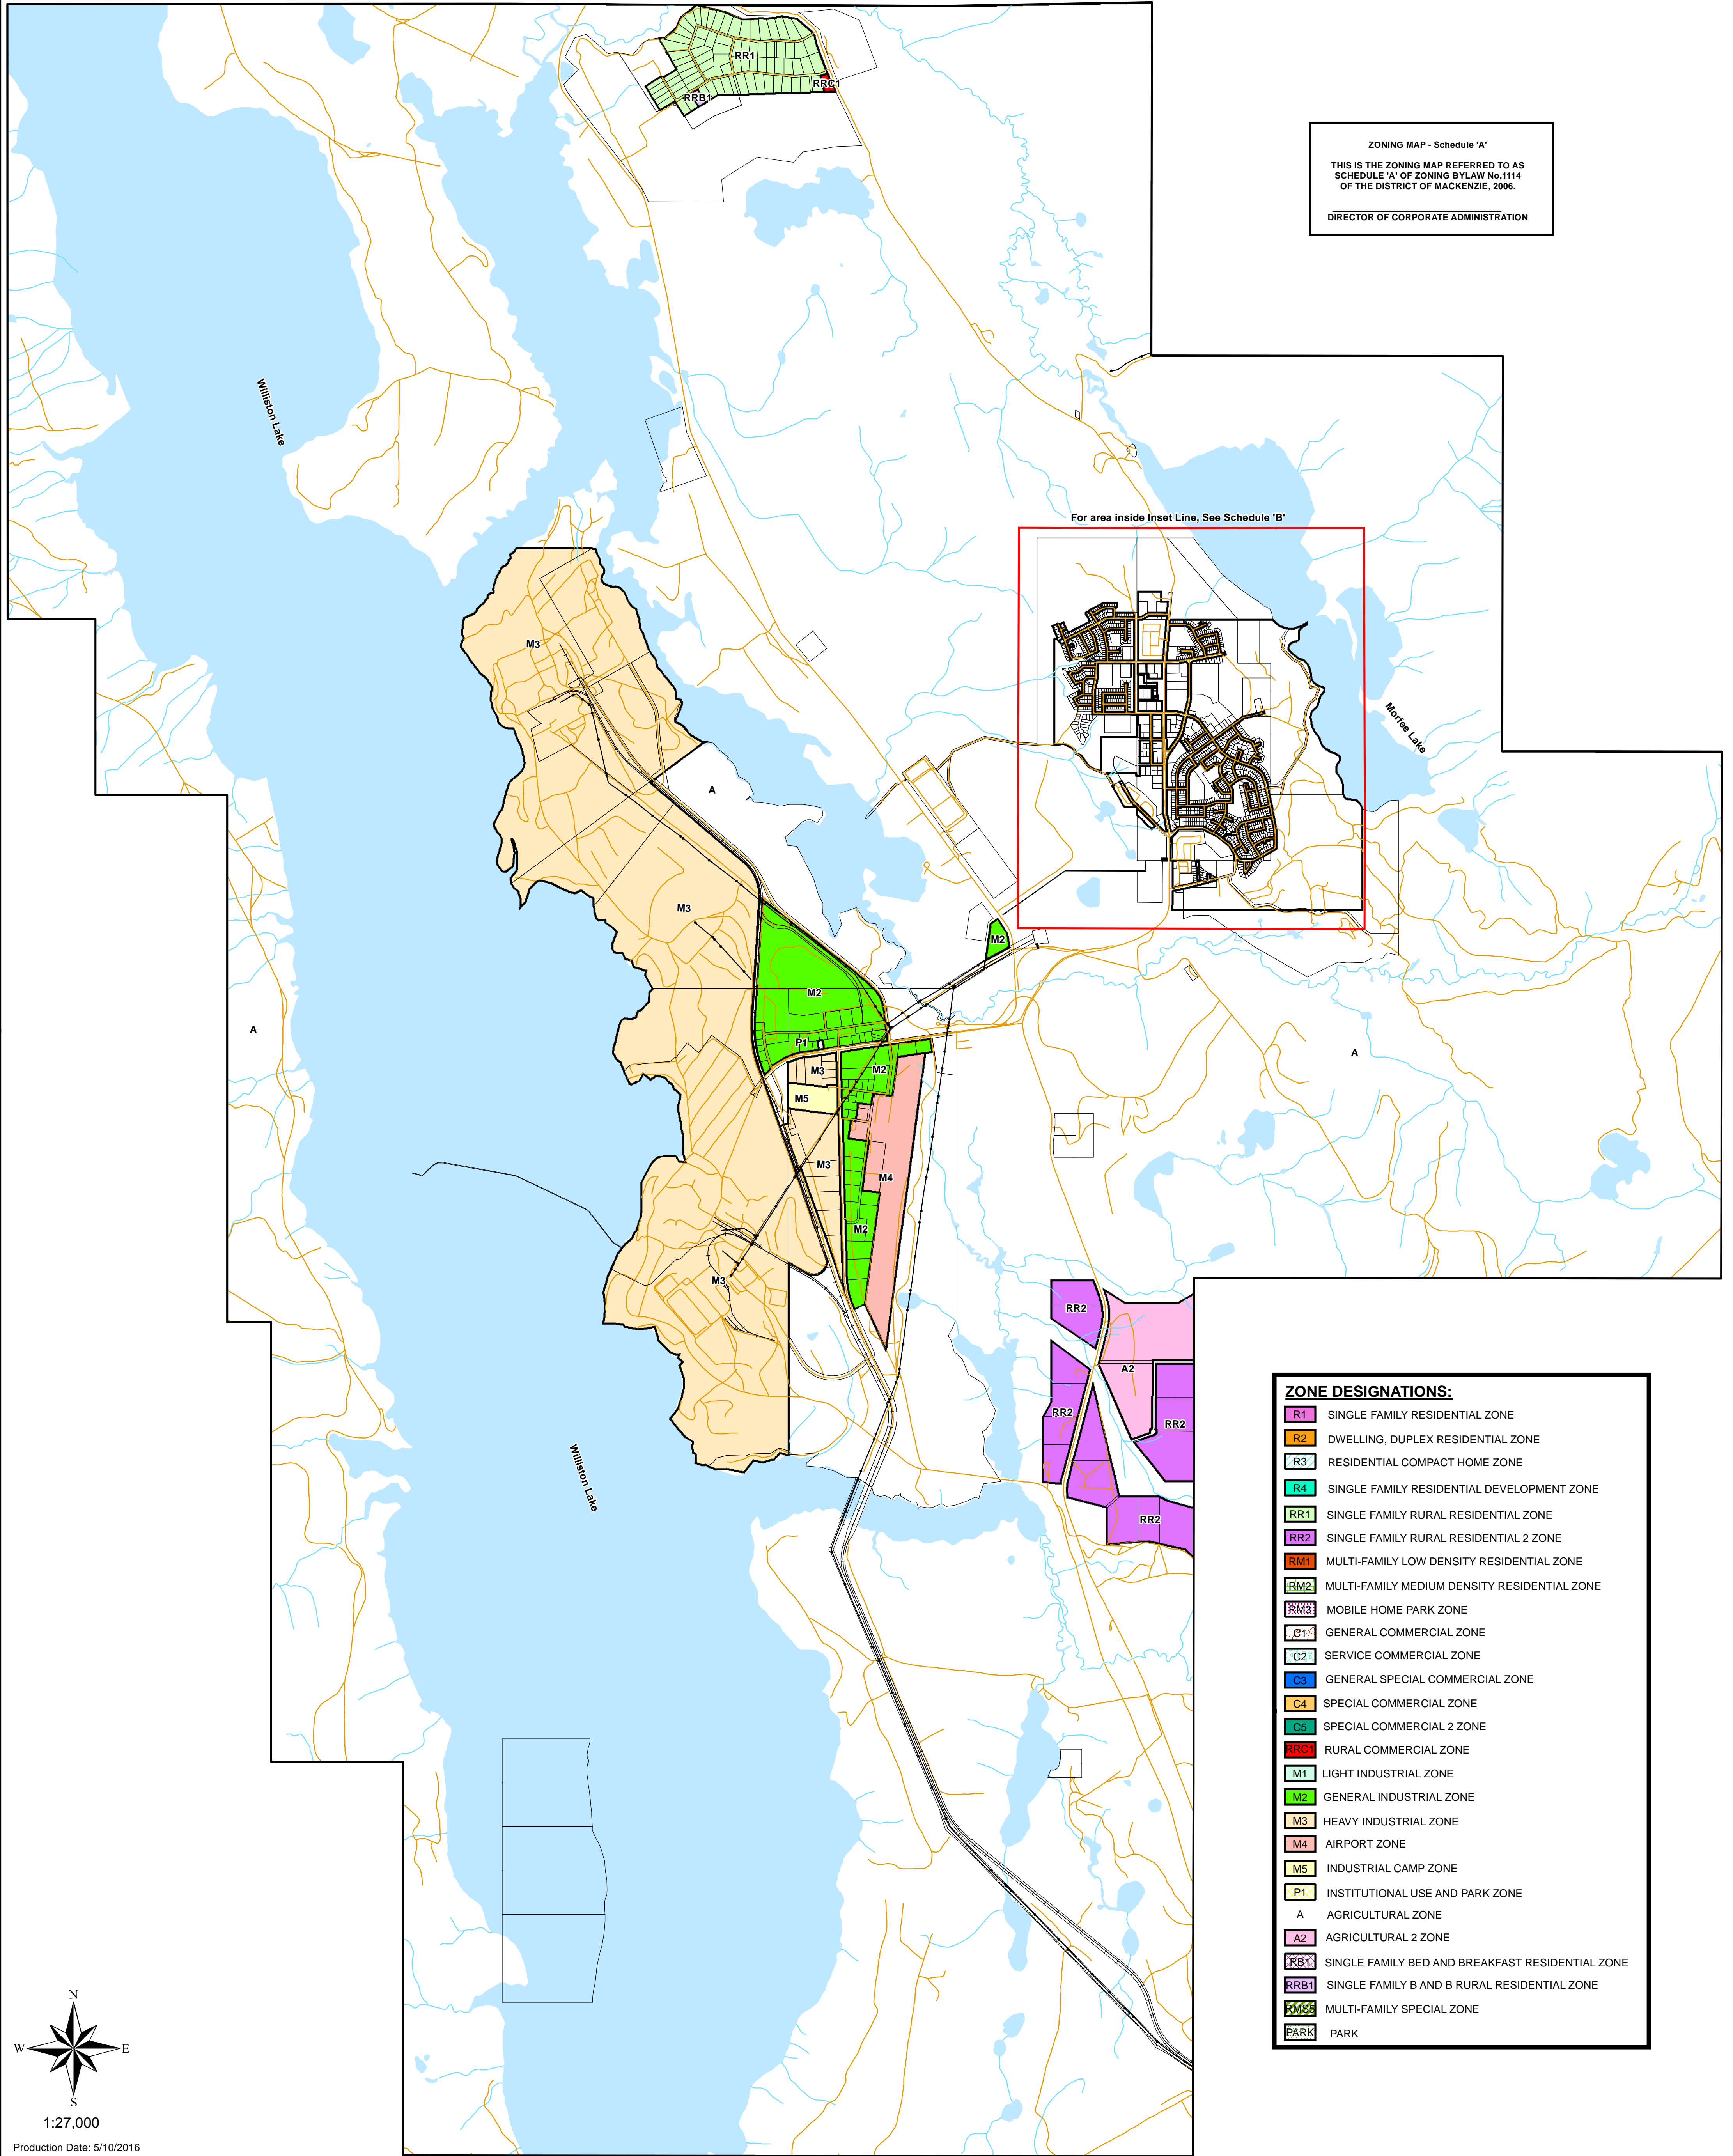 RR1
RRC1
RRB1
ZONING MAP - Schedule 'A'
THIS IS THE ZONING MAP REFERRED TO AS
SCHEDULE 'A' OF ZONING BYLAW No.1114
OF THE DISTRICT OF MACKENZIE, 2006.
DIRECTOR OF CORPORATE ADMINISTRATION
Williston Lake
For area inside Inset Line, See Schedule 'B'
M3
Morfee Lake
A
M3
M2
M2
A
P1
A
M3
M2
M5
M3
M4
M2
M3
RR2
A2
RR2
RR2
RR2
Williston Lake
ZONE DESIGNATIONS:
R1 SINGLE FAMILY RESIDENTIAL ZONE
R2 DWELLING, DUPLEX RESIDENTIAL ZONE
R3 RESIDENTIAL COMPACT HOME ZONE
R4 SINGLE FAMILY RESIDENTIAL DEVELOPMENT ZONE
RR1 SINGLE FAMILY RURAL RESIDENTIAL ZONE
RR2 SINGLE FAMILY RURAL RESIDENTIAL 2 ZONE
RM1 MULTI-FAMILY LOW DENSITY RESIDENTIAL ZONE
RM2 MULTI-FAMILY MEDIUM DENSITY RESIDENTIAL ZONE
RM3 MOBILE HOME PARK ZONE
C1 GENERAL COMMERCIAL ZONE
C2 SERVICE COMMERCIAL ZONE
C3 GENERAL SPECIAL COMMERCIAL ZONE
C4 SPECIAL COMMERCIAL ZONE
C5 SPECIAL COMMERCIAL 2 ZONE
RRC1 RURAL COMMERCIAL ZONE
M1 LIGHT INDUSTRIAL ZONE
M2 GENERAL INDUSTRIAL ZONE
M3 HEAVY INDUSTRIAL ZONE
M4 AIRPORT ZONE
M5 INDUSTRIAL CAMP ZONE
P1 INSTITUTIONAL USE AND PARK ZONE
A AGRICULTURAL ZONE
A2 AGRICULTURAL 2 ZONE
RB1 SINGLE FAMILY BED AND BREAKFAST RESIDENTIAL ZONE
RRB1 SINGLE FAMILY B AND B RURAL RESIDENTIAL ZONE
RMS5 MULTI-FAMILY SPECIAL ZONE
PARK PARK
N
W E
S
1:27,000
Production Date: 5/10/2016